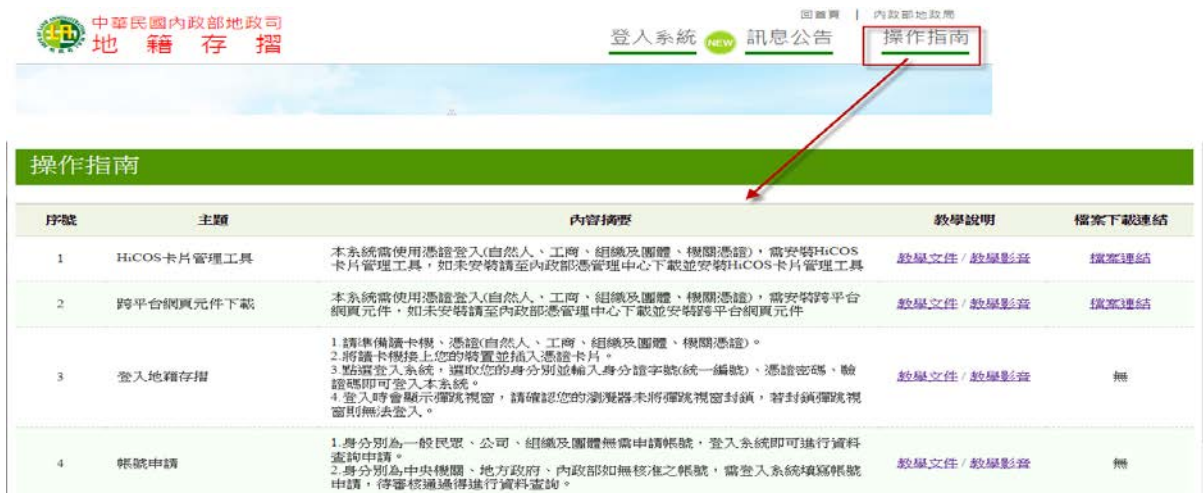 回首頁 | 內政部地政局
中華民國內政部地政司
地籍存摺
登入系統 NEW 訊息公告 操作指南
操作指南
序號 主題 內容摘要 教學說明 檔案下載連結
1 HiCOS卡片管理工具 本系統需使用憑證登入(自然人、工商、組織及團體、機關憑證)，需安裝HiCOS
卡片管理工具，如未安裝請至內政部憑管理中心下載並安裝HiCOS卡片管理工具 教學文件 / 教學影音 檔案連結
2 跨平台網頁元件下載 本系統需使用憑證登入(自然人、工商、組織及團體、機關憑證)，需安裝跨平台
網頁元件，如未安裝請至內政部憑管理中心下載並安裝跨平台網頁元件 教學文件 / 教學影音 檔案連結
3 登入地籍存摺 1.請準備讀卡機、憑證(自然人、工商、組織及團體、機關憑證)。
2.將讀卡機接上您的裝置並插入憑證卡片。
3.點選登入系統，選取您的身分別並輸入身分證字號(統一編號)、憑證密碼、驗
證碼即可登入本系統。
4.登入時會顯示彈跳視窗，請確認您的瀏覽器未將彈跳視窗封鎖，若封鎖彈跳視
窗則無法登入。 教學文件 / 教學影音 無
4 帳號申請 1.身分別為一般民眾、公司、組織及團體無需申請帳號，登入系統即可進行資料
查詢申請。
2.身分別為中央機關、地方政府、內政部如無核准之帳號，需登入系統填寫帳號
申請，待審核通過得進行資料查詢。 教學文件 / 教學影音 無